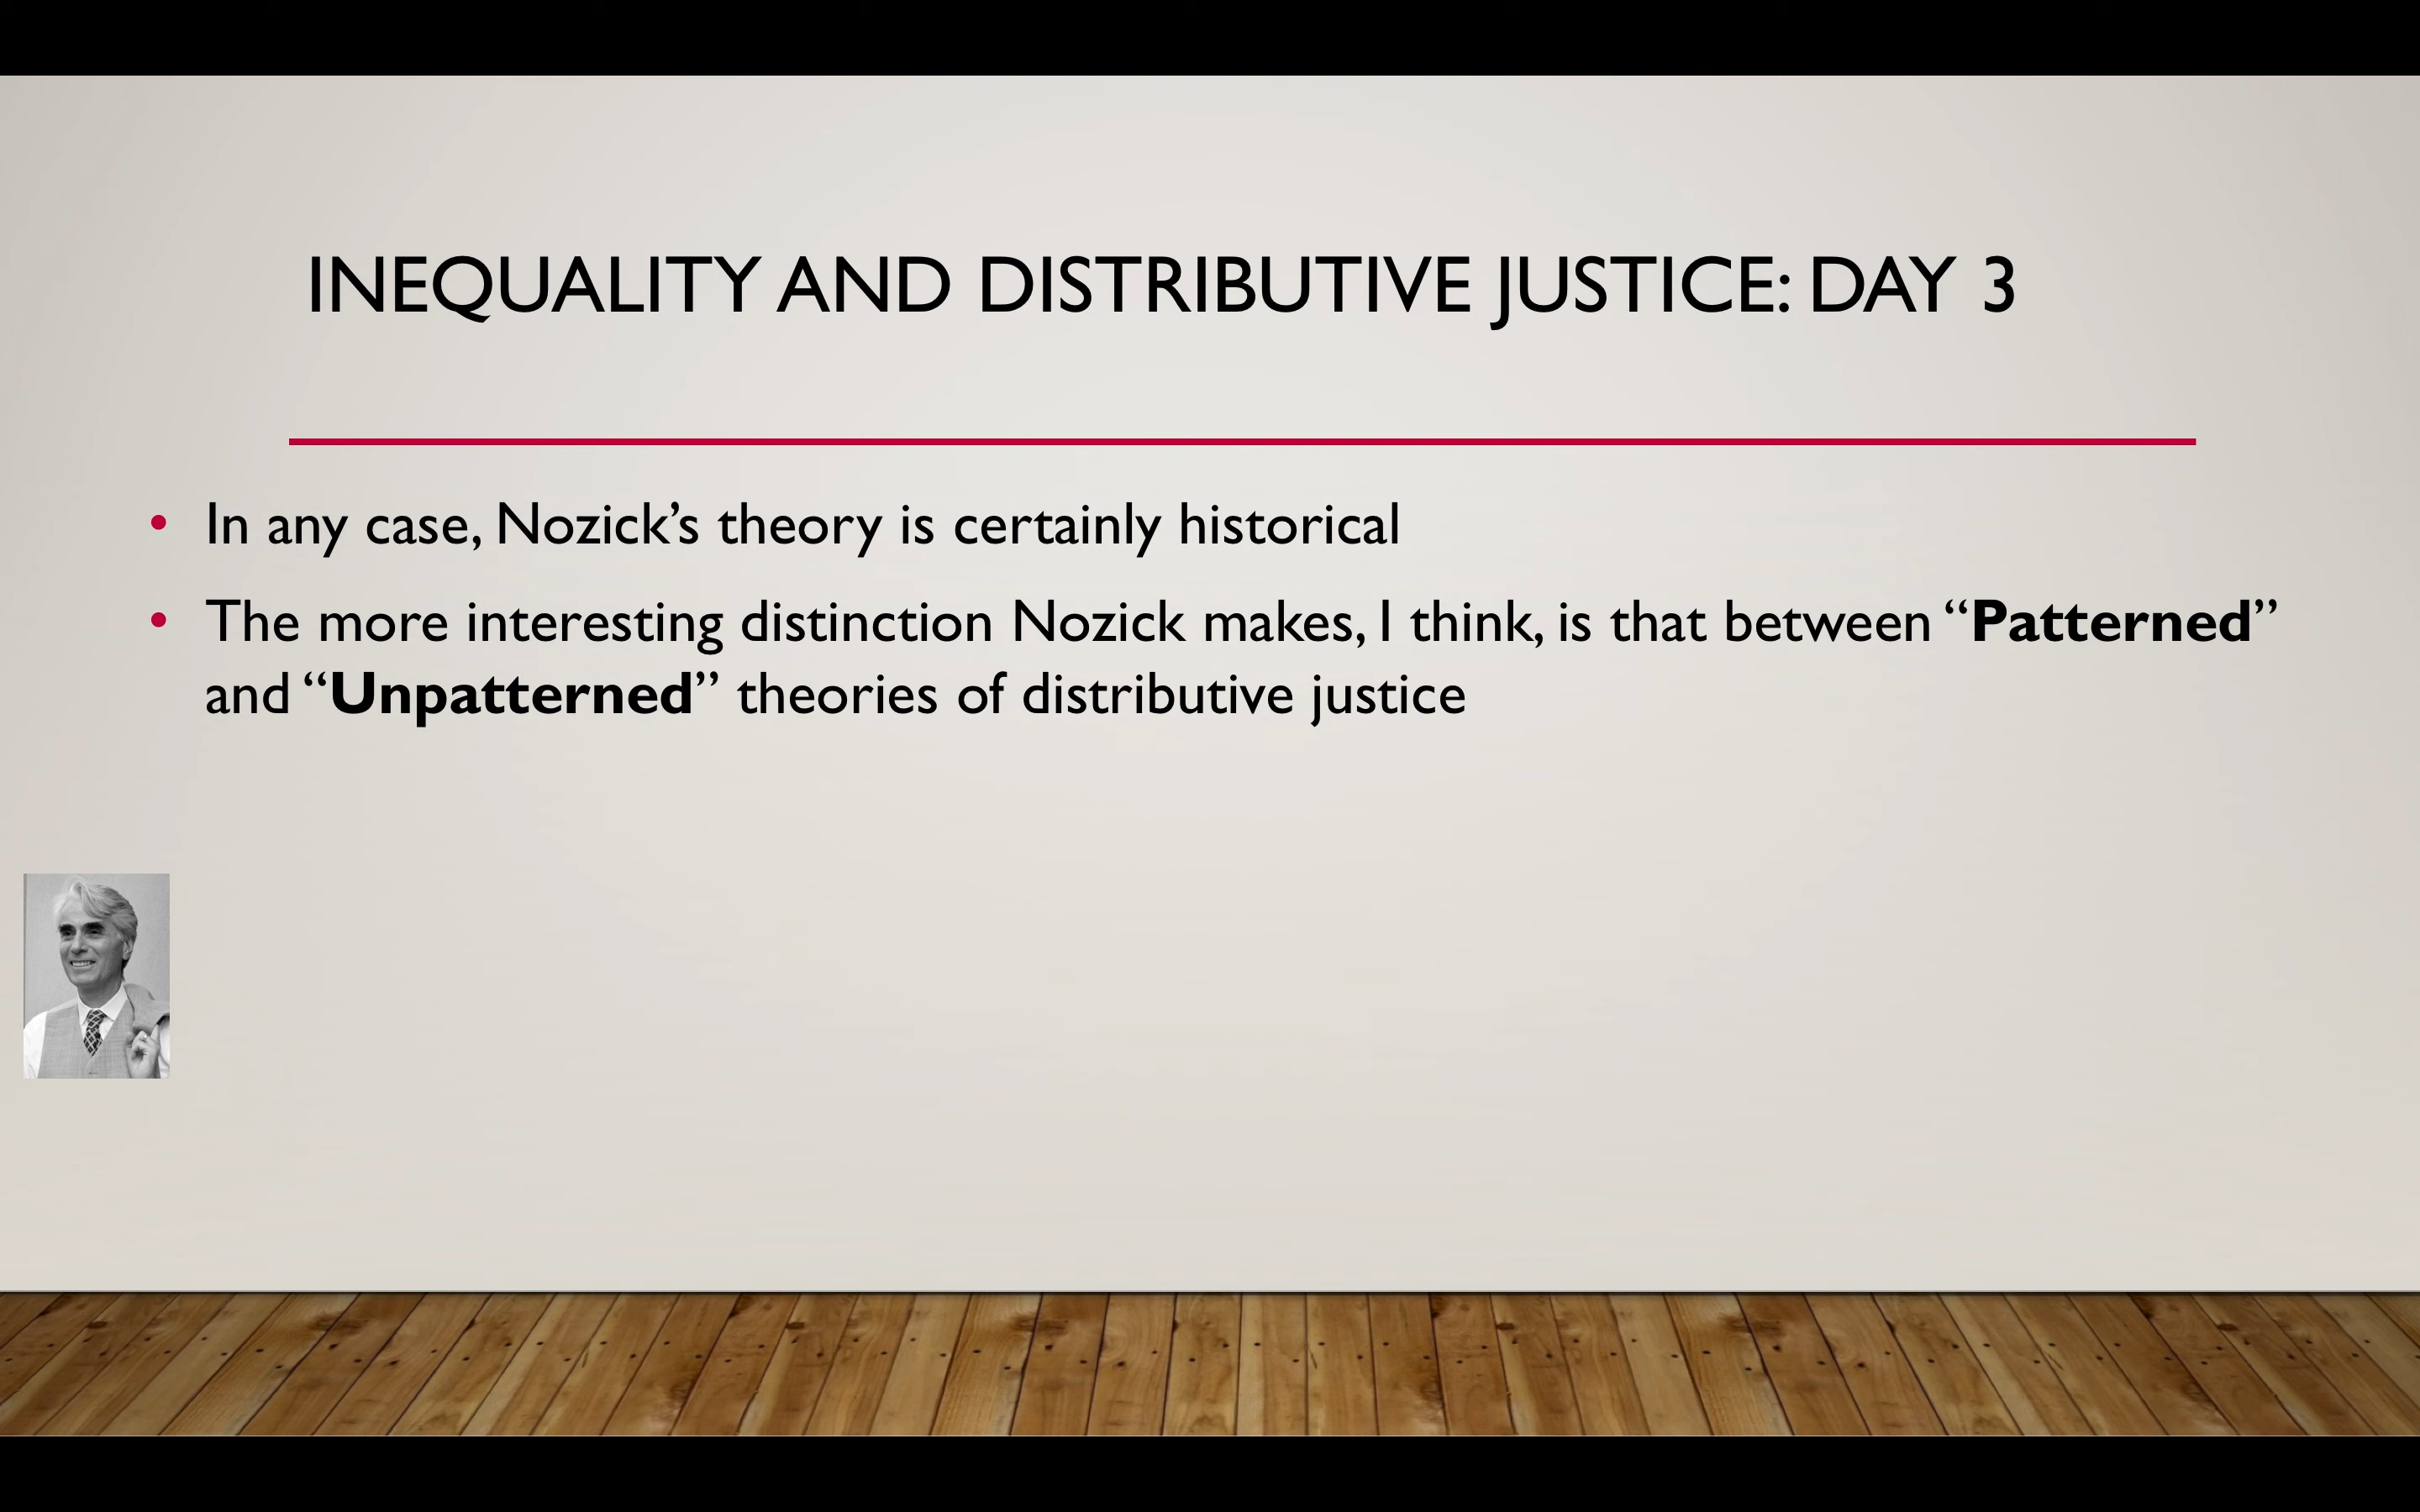 INEQUALITY AND DISTRIBUTIVE JUSTICE: DAY 3
• In any case, Nozick’s theory is certainly historical
• The more interesting distinction Nozick makes, I think, is that between “Patterned”
and “Unpatterned” theories of distributive justice